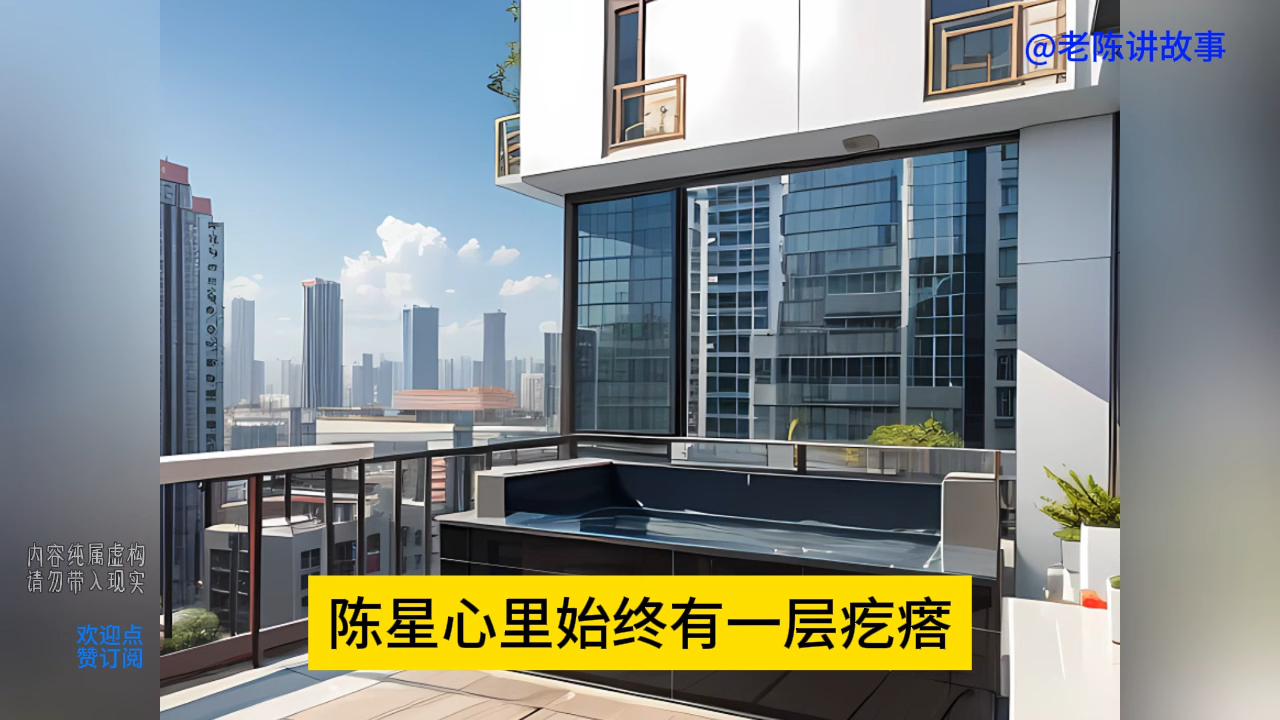 @老陈讲故事
内容纯属虚构
请勿带入现实
欢迎点
赞订阅
陈星心里始终有一层疙瘩